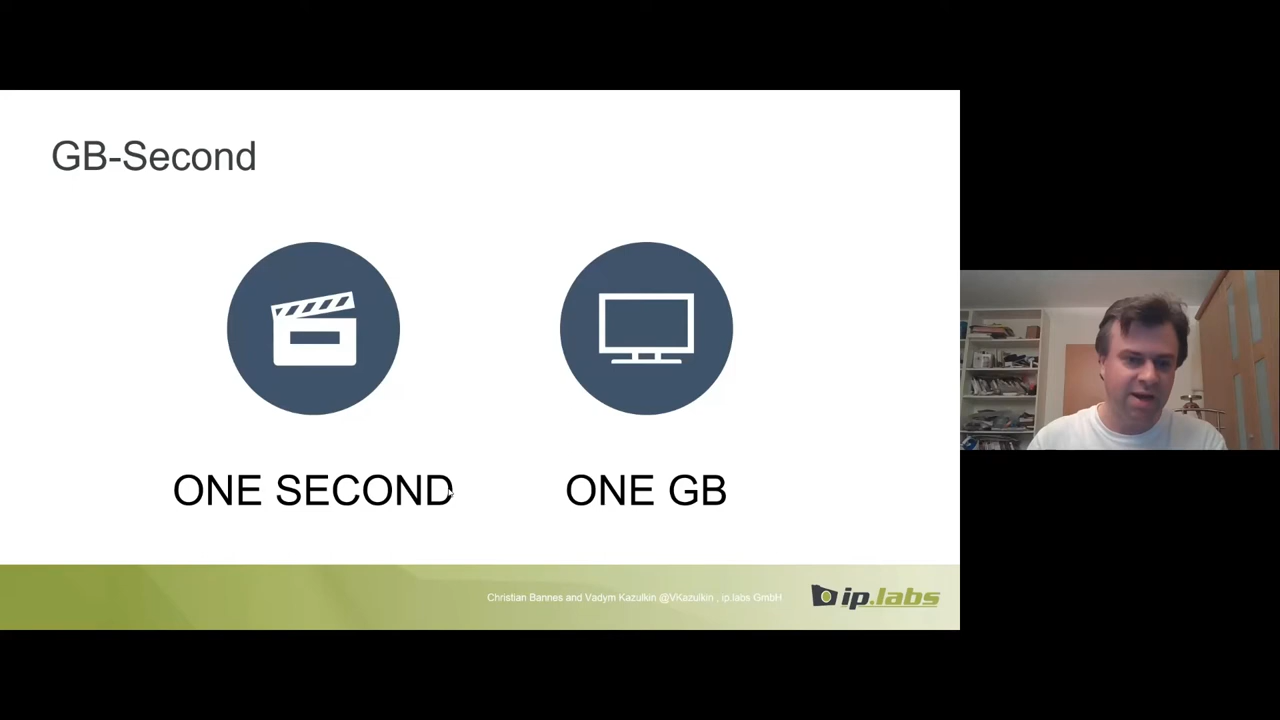 GB-Second
ONE SECOND
ONE GB
Christian Bannes and Vadym Kazulkin @VKazulkin , ip.labs GmbH
ip.labs